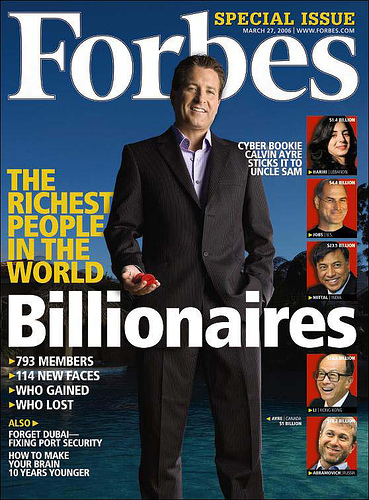 Forbes
SPECIAL ISSUE
MARCH 27, 2006 | WWW.FORBES.COM
CYBER BOOKIE
CALVIN AYRE
STICKS IT TO
UNCLE SAM
$1.4 BILLION
▸HARIRI | LEBANON
$4.4 BILLION
▸JOBS | U.S.
$23.5 BILLION
▸MITTAL | INDIA
THE
RICHEST
PEOPLE
IN THE
WORLD
Billionaires
▸793 MEMBERS
▸114 NEW FACES
▸WHO GAINED
▸WHO LOST
ALSO▸
FORGET DUBAI—
FIXING PORT SECURITY
HOW TO MAKE
YOUR BRAIN
10 YEARS YOUNGER
BILLION
▸LI | HONG KONG
◂ AYRE | CANADA
$1 BILLION
BILLION
▸ABRAMOVICH | RUSSIA